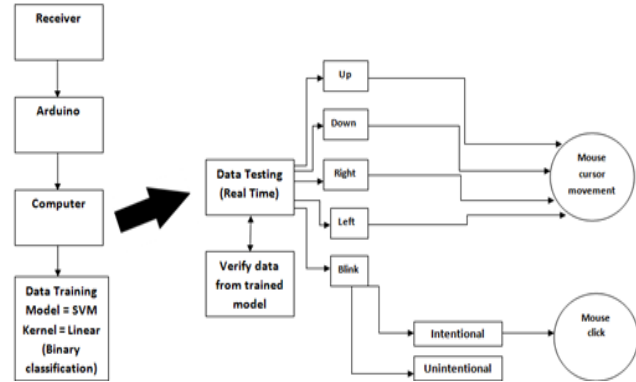 Receiver
Arduino
Computer
Data Training
Model = SVM
Kernel = Linear
(Binary
classification)
Data Testing
(Real Time)
Verify data
from trained
model
Up
Down
Right
Left
Blink
Intentional
Unintentional
Mouse
cursor
movement
Mouse
click